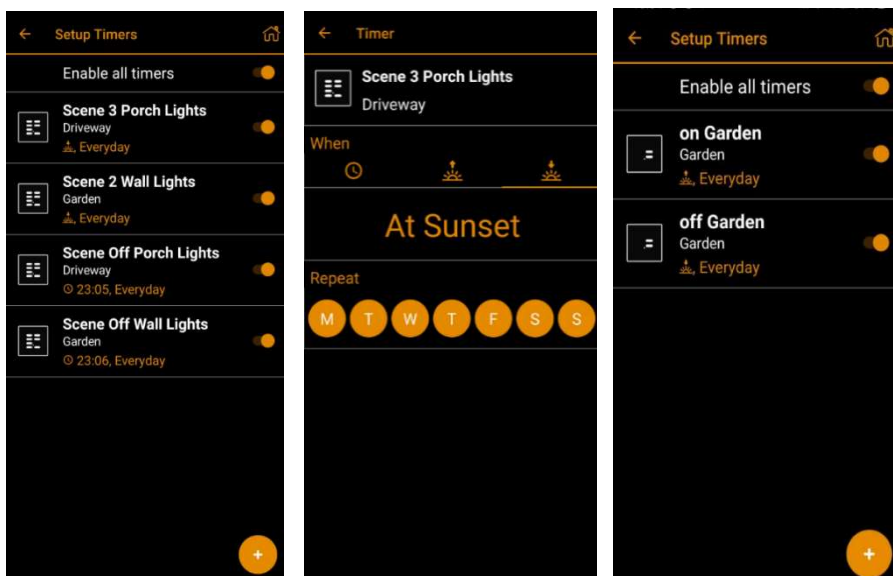 Setup Timers
Enable all timers
Scene 3 Porch Lights
Driveway
, Everyday
Scene 2 Wall Lights
Garden
, Everyday
Scene Off Porch Lights
Driveway
23:05, Everyday
Scene Off Wall Lights
Garden
23:06, Everyday
+
Timer
Scene 3 Porch Lights
Driveway
When
At Sunset
Repeat
M T W T F S S
Setup Timers
Enable all timers
on Garden
Garden
, Everyday
off Garden
Garden
, Everyday
+